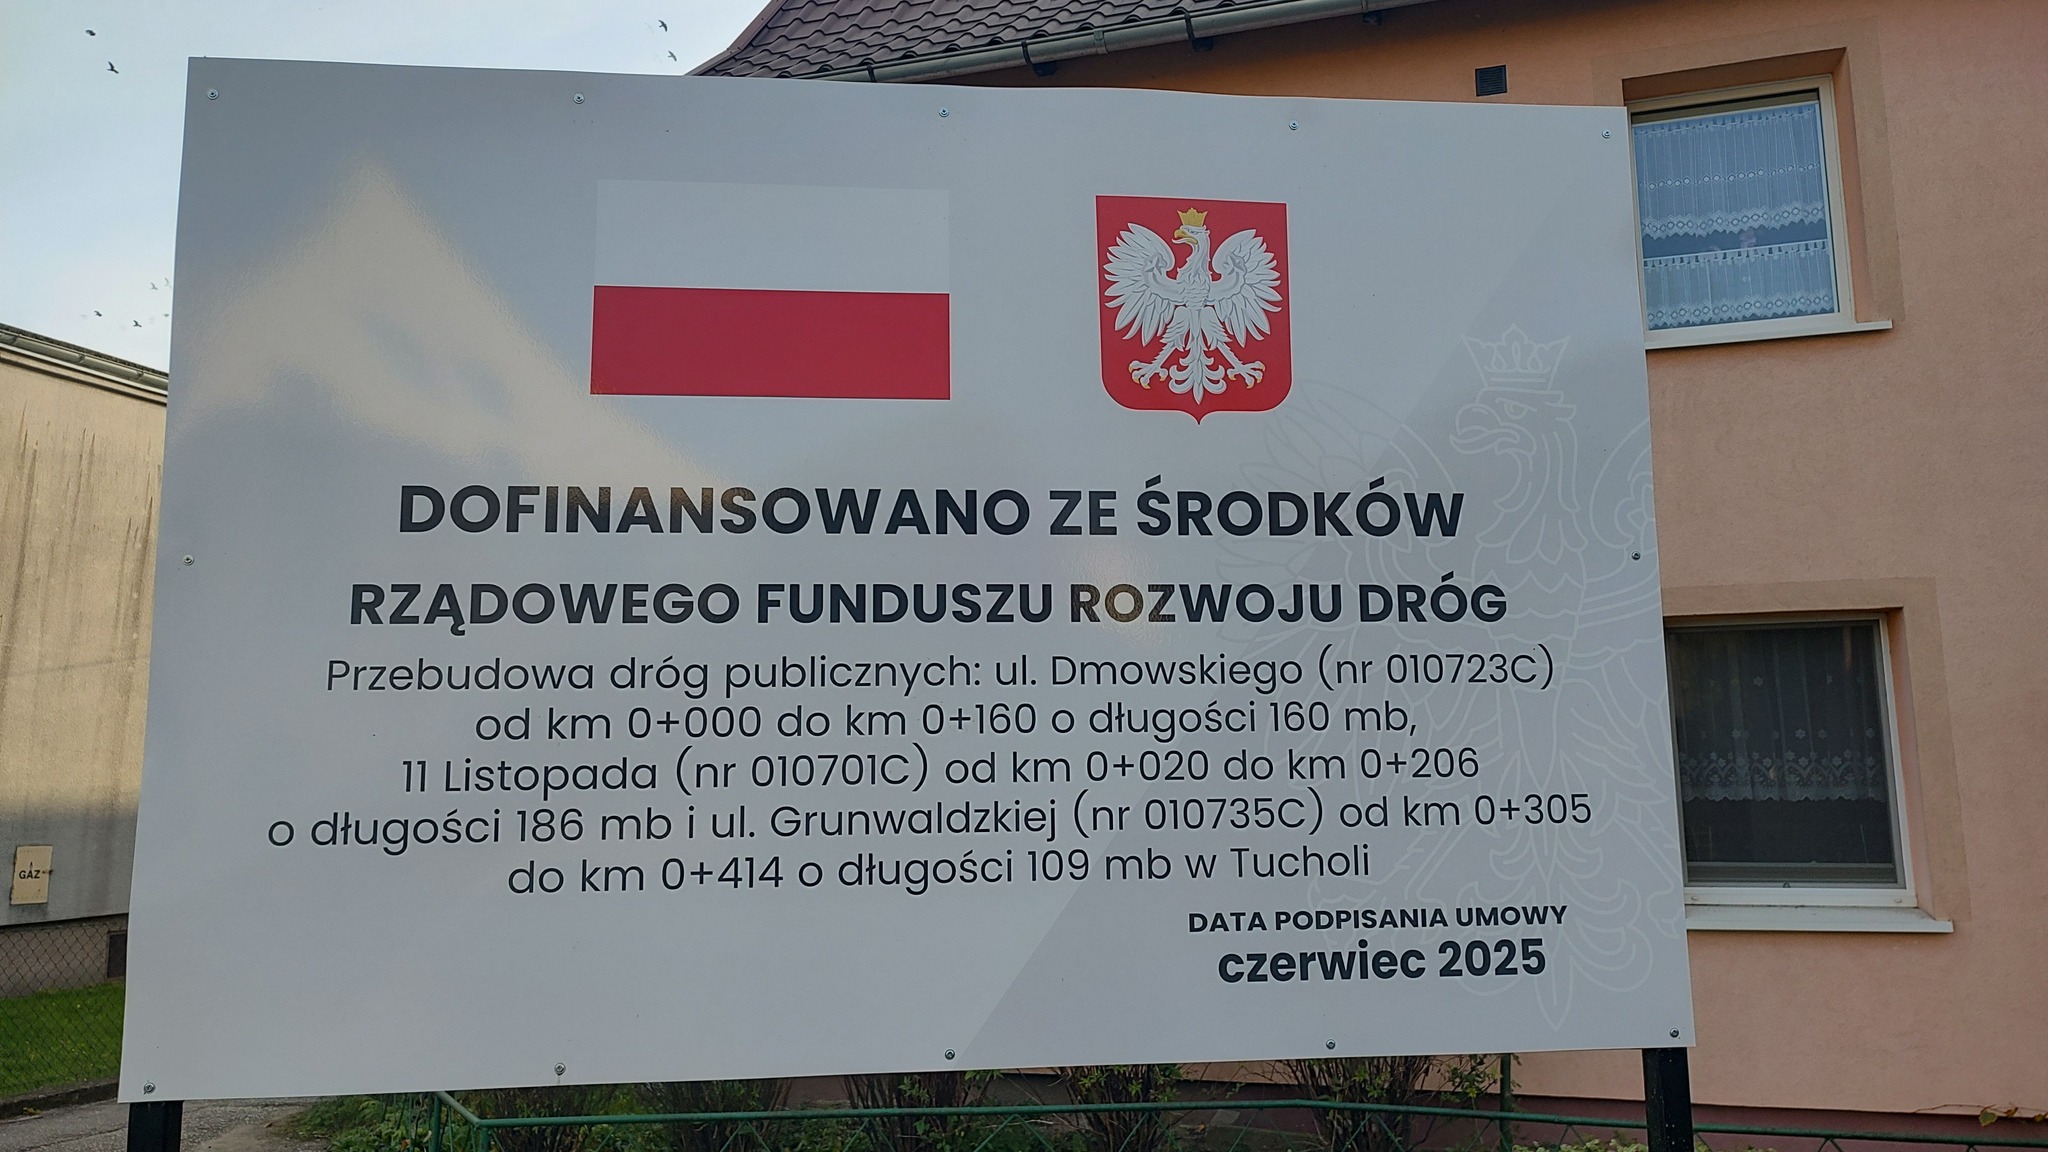 DOFINANSOWANO ZE ŚRODKÓW
RZĄDOWEGO FUNDUSZU ROZWOJU DRÓG
Przebudowa dróg publicznych: ul. Dmowskiego (nr 010723C)
od km 0+000 do km 0+160 o długości 160 mb,
11 Listopada (nr 010701C) od km 0+020 do km 0+206
o długości 186 mb i ul. Grunwaldzkiej (nr 010735C) od km 0+305
do km 0+414 o długości 109 mb w Tucholi
DATA PODPISANIA UMOWY
czerwiec 2025
GAZ